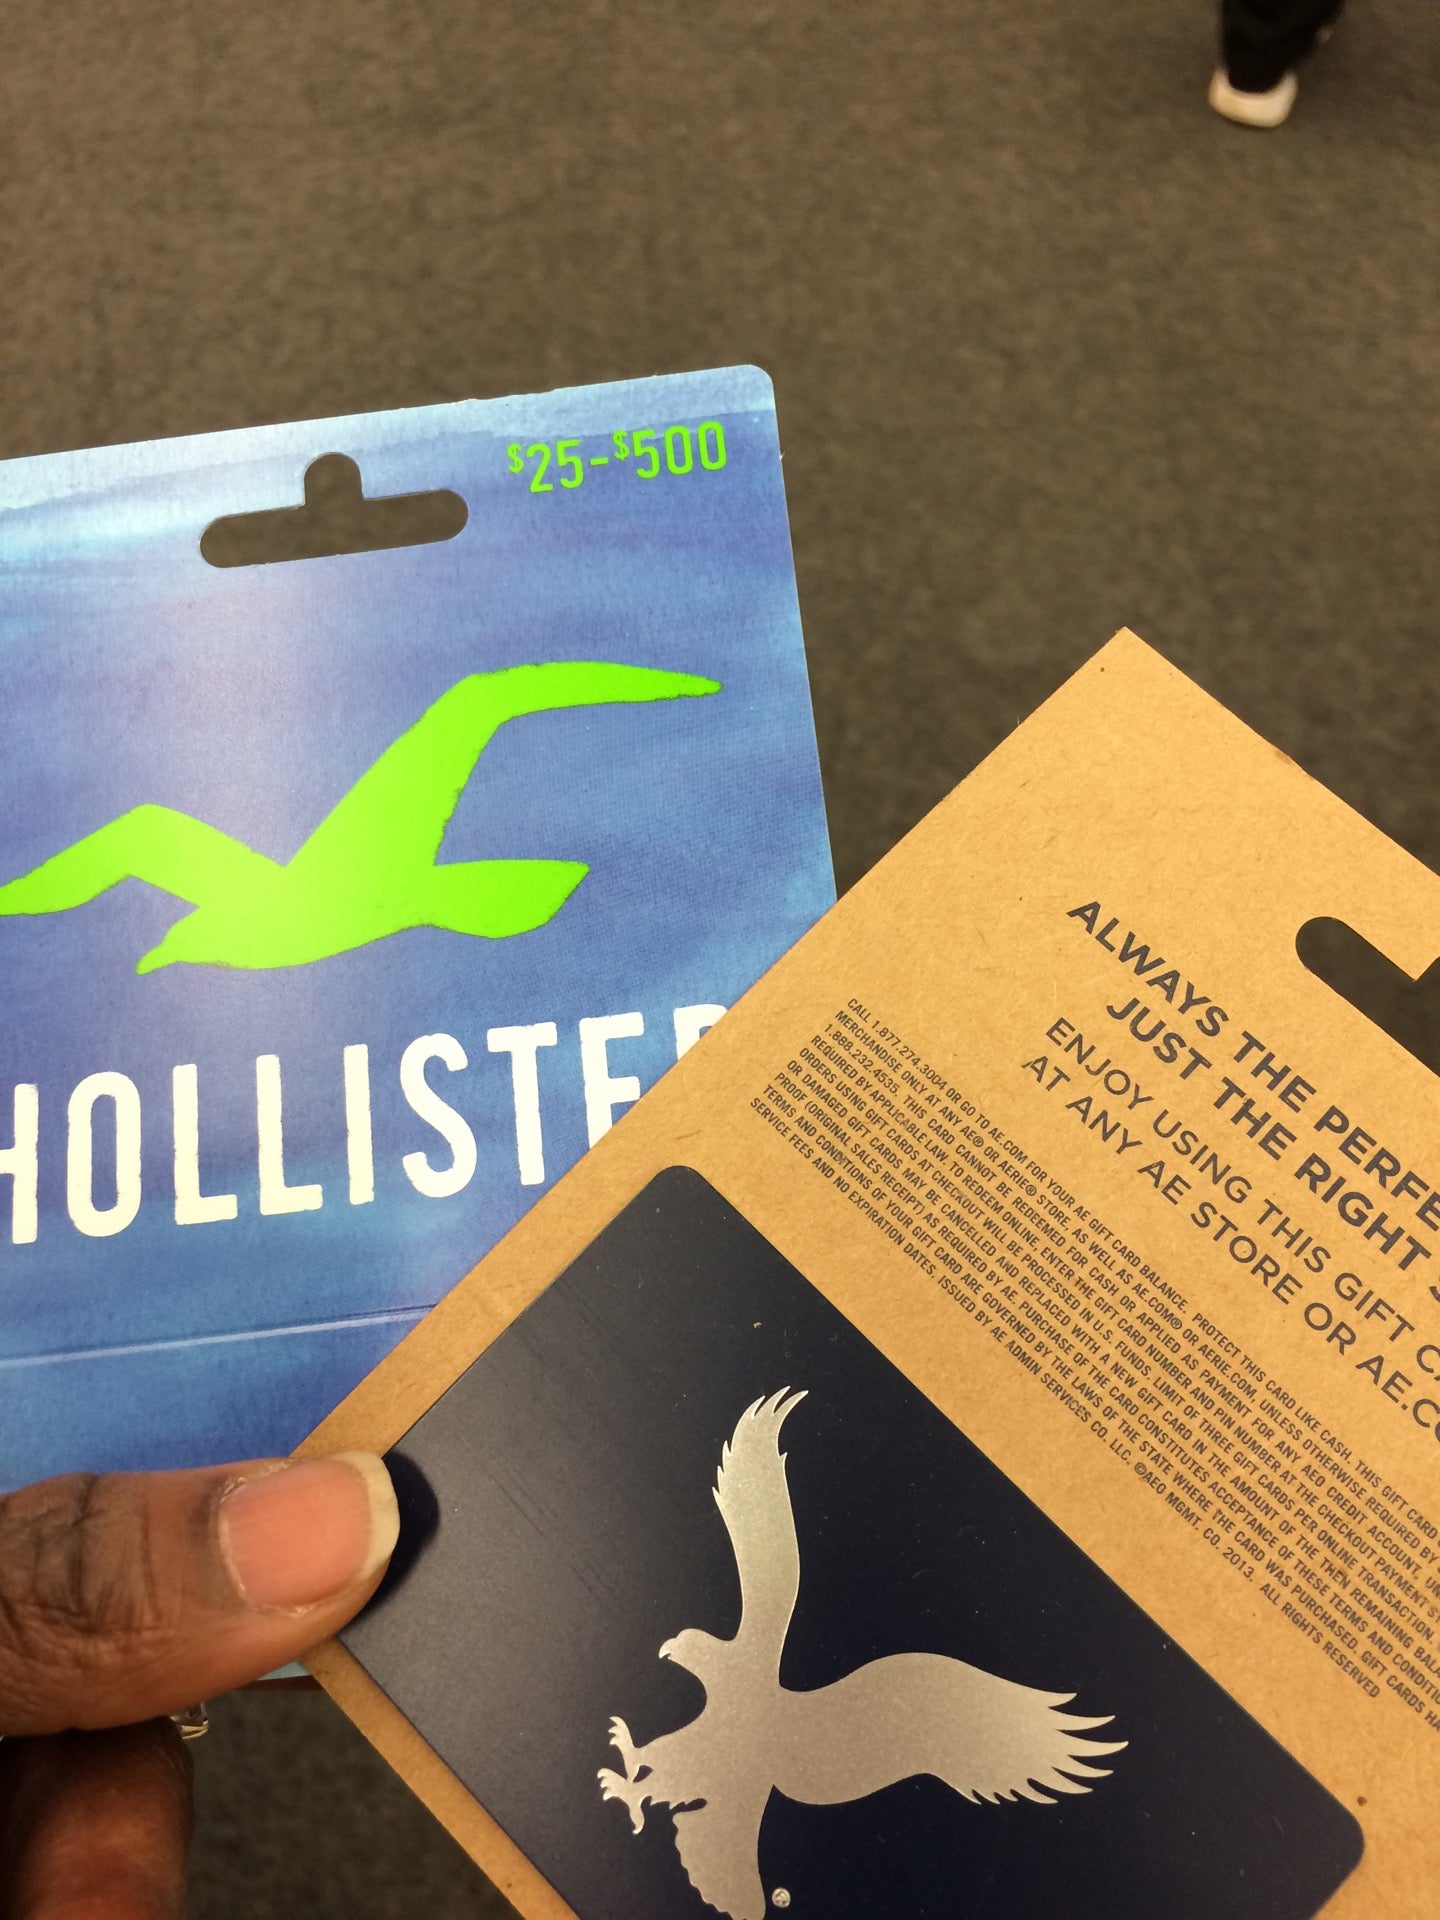 $25-$500
HOLLISTER
ALWAYS THE PERFE
JUST THE RIGHT
ENJOY USING THIS GIFT CA
AT ANY AE STORE OR AE.CO
CALL 1.877.274.3004 OR GO TO AE.COM FOR YOUR AE GIFT CARD BALANCE. PROTECT THIS CARD LIKE CASH. THIS GIFT CARD
MERCHANDISE ONLY AT ANY AE® OR AERIE® STORE, AS WELL AS AE.COM® OR AERIE.COM, UNLESS OTHERWISE REQUIRED BY
1.888.232.4535. THIS CARD CANNOT BE REDEEMED FOR CASH OR APPLIED AS PAYMENT FOR ANY AEO CREDIT ACCOUNT, UN
REQUIRED BY APPLICABLE LAW. TO REDEEM ONLINE, ENTER THE GIFT CARD NUMBER AND PIN NUMBER AT THE CHECKOUT PAYMENT ST
ORDERS USING GIFT CARDS AT CHECKOUT WILL BE PROCESSED IN U.S. FUNDS. LIMIT OF THREE GIFT CARDS PER ONLINE TRANSACTION.
OR DAMAGED GIFT CARDS MAY BE CANCELLED AND REPLACED WITH A NEW GIFT CARD IN THE AMOUNT OF THE THEN REMAINING BALA
PROOF (ORIGINAL SALES RECEIPT) AS REQUIRED BY AE. PURCHASE OF THE CARD CONSTITUTES ACCEPTANCE OF THESE TERMS AND CONDITIO
TERMS AND CONDITIONS OF YOUR GIFT CARD ARE GOVERNED BY THE LAWS OF THE STATE WHERE THE CARD WAS PURCHASED. GIFT CARDS HA
SERVICE FEES AND NO EXPIRATION DATES. ISSUED BY AE ADMIN SERVICES CO. LLC. ©AEO MGMT. CO. 2013. ALL RIGHTS RESERVED
®